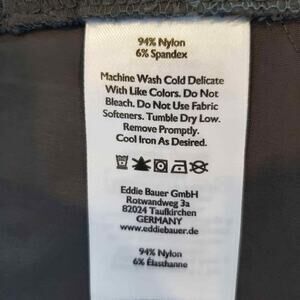 94% Nylon
6% Spandex
Machine Wash Cold Delicate
With Like Colors. Do Not
Bleach. Do Not Use Fabric
Softeners. Tumble Dry Low.
Remove Promptly.
Cool Iron As Desired.
Eddie Bauer GmbH
Rotwandweg 3a
82024 Taufkirchen
GERMANY
www.eddiebauer.de
94% Nylon
6% Élasthanne